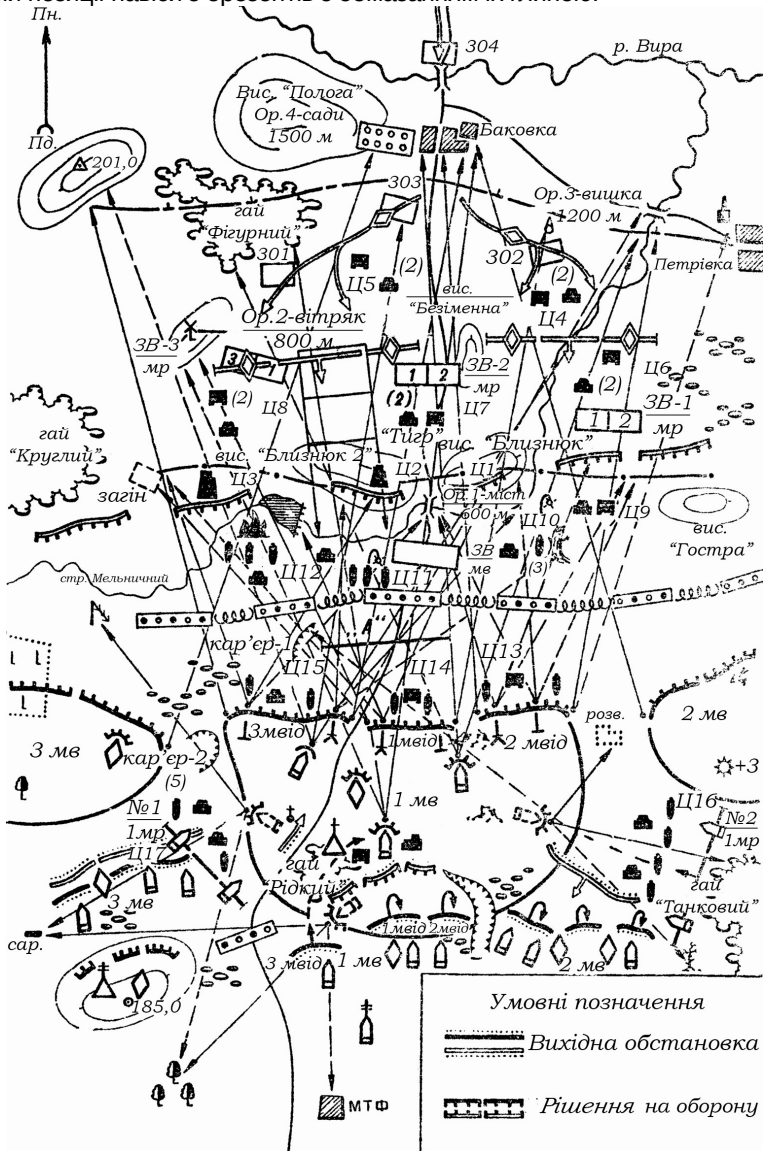 Пн.
304
р. Вира
Вис. "Полога"
Ор.4-сади
1500 м
Баковка
Пд.
201,0
303
Ор.3-вишка
1200 м
гай
"Фігурний"
301
302
Петрівка
Ц5
(2)
(2)
вис.
"Безіменна"
Ц4
Ор.2-вітряк
800 м
ЗВ-3
мр
3
1
1 2
ЗВ-2
мр
Ц6
(2)
(2)
Ц8
(2)
Ц7
1 2
ЗВ-1
мр
гай
"Круглий"
"Тигр"
вис. "Близнюк"
вис. "Близнюк 2"
Ц3
Ц2
Ц1
загін
Ор.1-міст
600 м
Ц10
Ц9
вис.
"Гостра"
стр. Мельничний
Ц12
Ц11
ЗВ
мв
(3)
кар'єр-1
"А"
Ц15
Ц14
Ц13
3мвід
1мвід
2 мвід
розв.
2 мв
3 мв
кар'єр-2
(5)
+3
1 мв
№1
1мр
Ц17
Ц16
№2
1мр
гай
"Рідкий"
гай
"Танковий"
3 мв
сар.
1мвід
2мвід
3 мвід
1 мв
2 мв
185,0
Умовні позначення
Вихідна обстановка
МТФ
Рішення на оборону